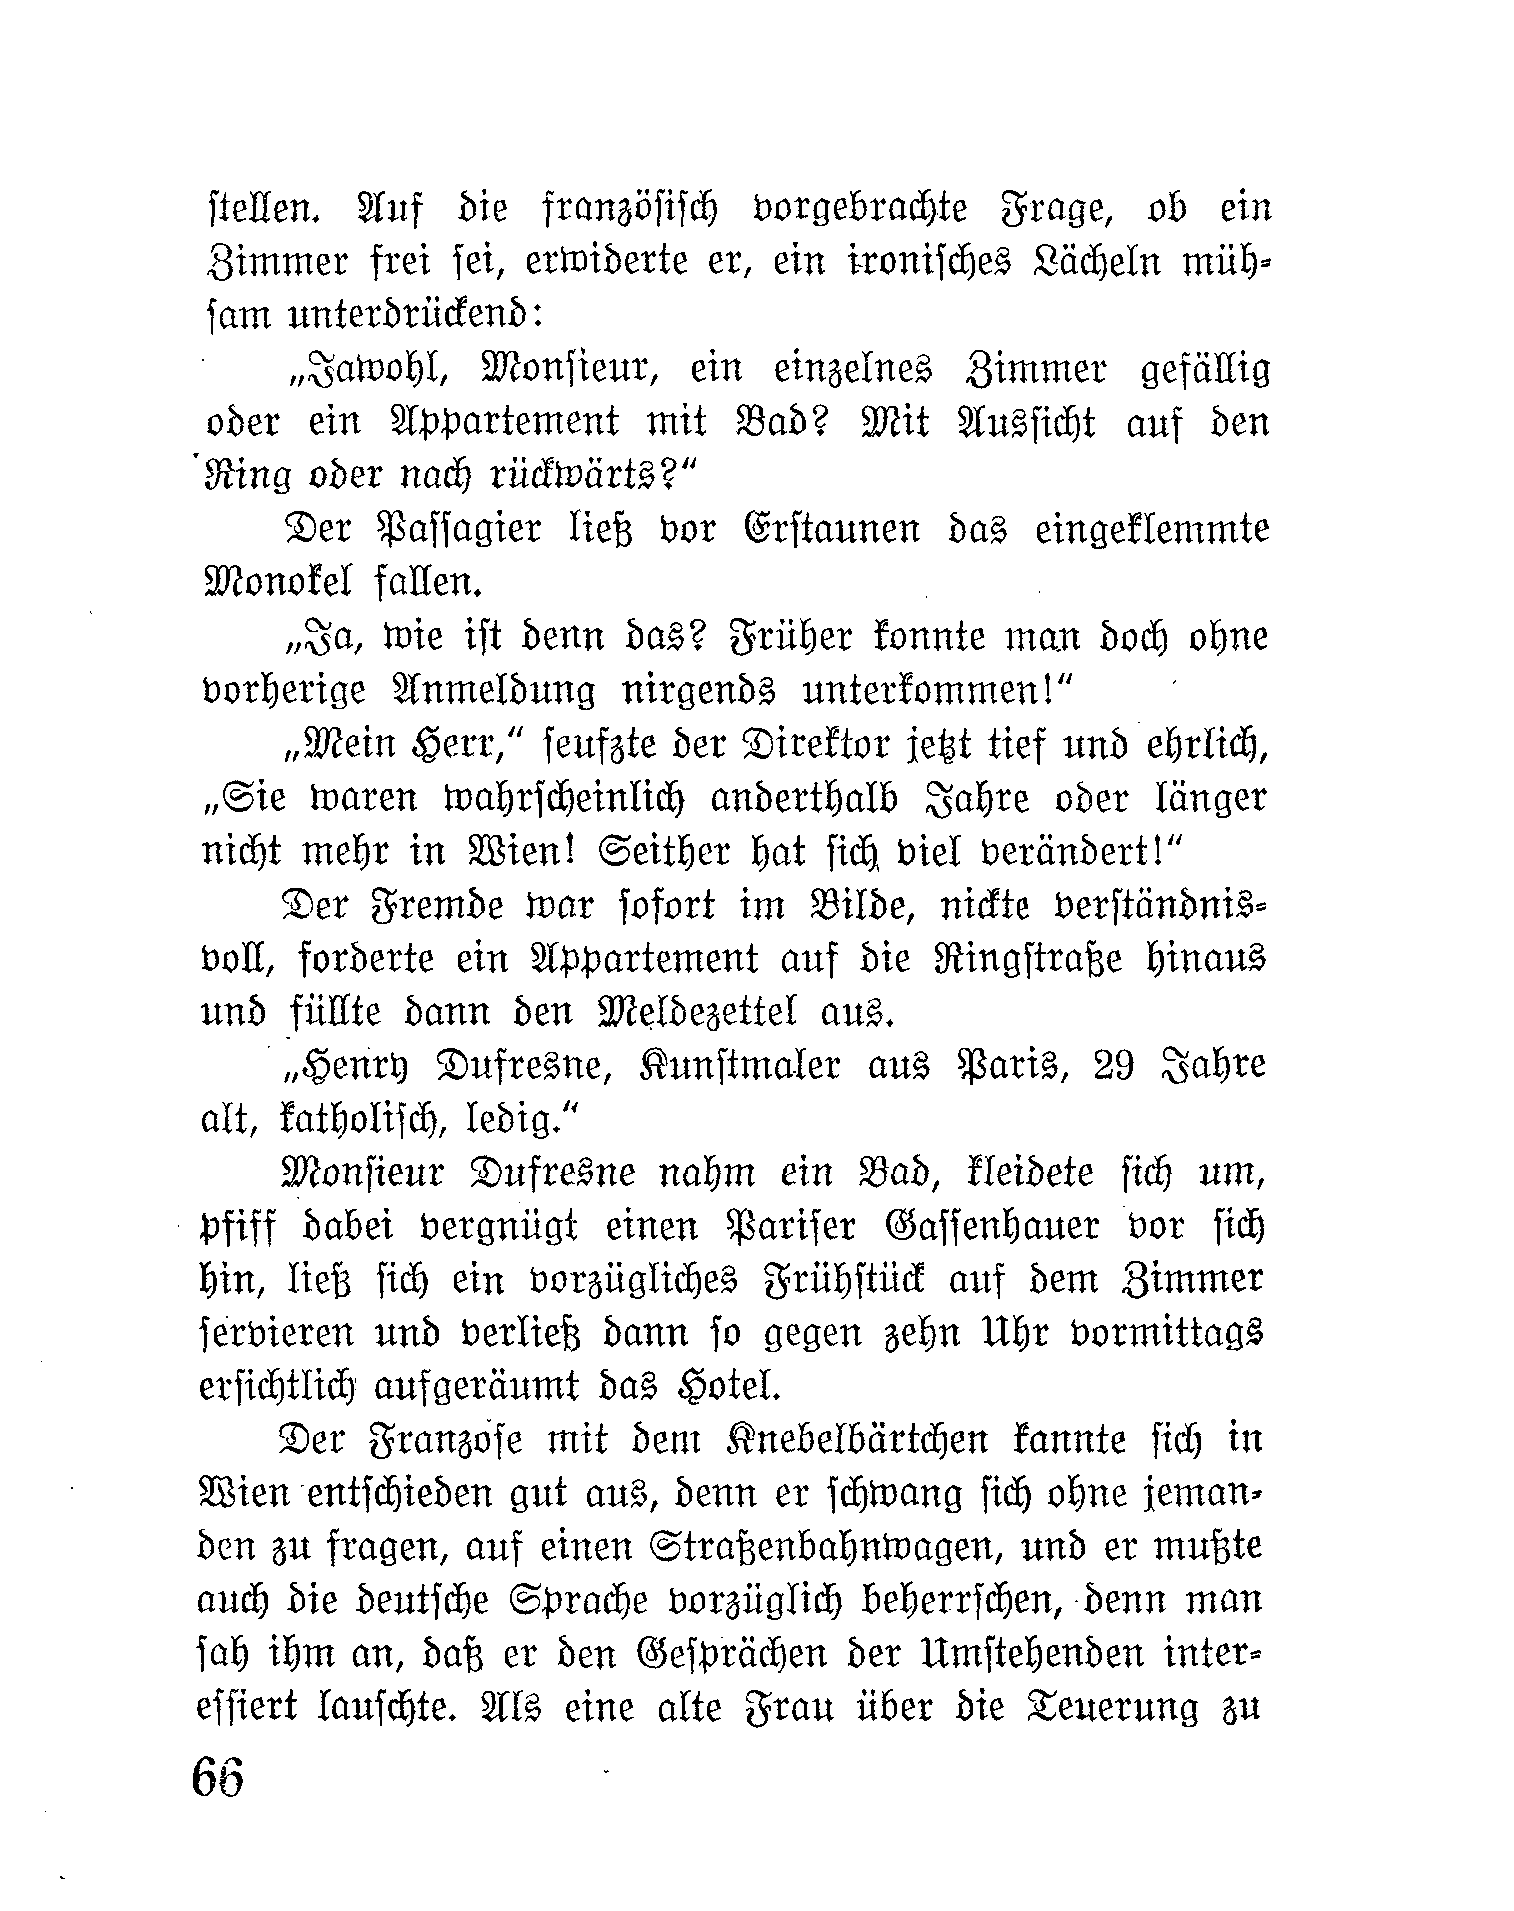 stellen. Auf die französisch vorgebrachte Frage, ob ein
Zimmer frei sei, erwiderte er, ein ironisches Lächeln müh-
sam unterdrückend:
„Jawohl, Monsieur, ein einzelnes Zimmer gefällig
oder ein Appartement mit Bad? Mit Aussicht auf den
Ring oder nach rückwärts?“
Der Passagier ließ vor Erstaunen das eingeklemmte
Monokel fallen.
„Ja, wie ist denn das? Früher konnte man doch ohne
vorherige Anmeldung nirgends unterkommen!“
„Mein Herr,“ seufzte der Direktor jetzt tief und ehrlich,
„Sie waren wahrscheinlich anderthalb Jahre oder länger
nicht mehr in Wien! Seither hat sich viel verändert!“
Der Fremde war sofort im Bilde, nickte verständnis-
voll, forderte ein Appartement auf die Ringstraße hinaus
und füllte dann den Meldezettel aus.
„Henry Dufresne, Kunstmaler aus Paris, 29 Jahre
alt, katholisch, ledig.“
Monsieur Dufresne nahm ein Bad, kleidete sich um,
pfiff dabei vergnügt einen Pariser Gassenhauer vor sich
hin, ließ sich ein vorzügliches Frühstück auf dem Zimmer
servieren und verließ dann so gegen zehn Uhr vormittags
ersichtlich aufgeräumt das Hotel.
Der Franzose mit dem Knebelbärtchen kannte sich in
Wien entschieden gut aus, denn er schwang sich ohne jeman-
den zu fragen, auf einen Straßenbahnwagen, und er mußte
auch die deutsche Sprache vorzüglich beherrschen, denn man
sah ihm an, daß er den Gesprächen der Umstehenden inter-
essiert lauschte. Als eine alte Frau über die Teuerung zu
66